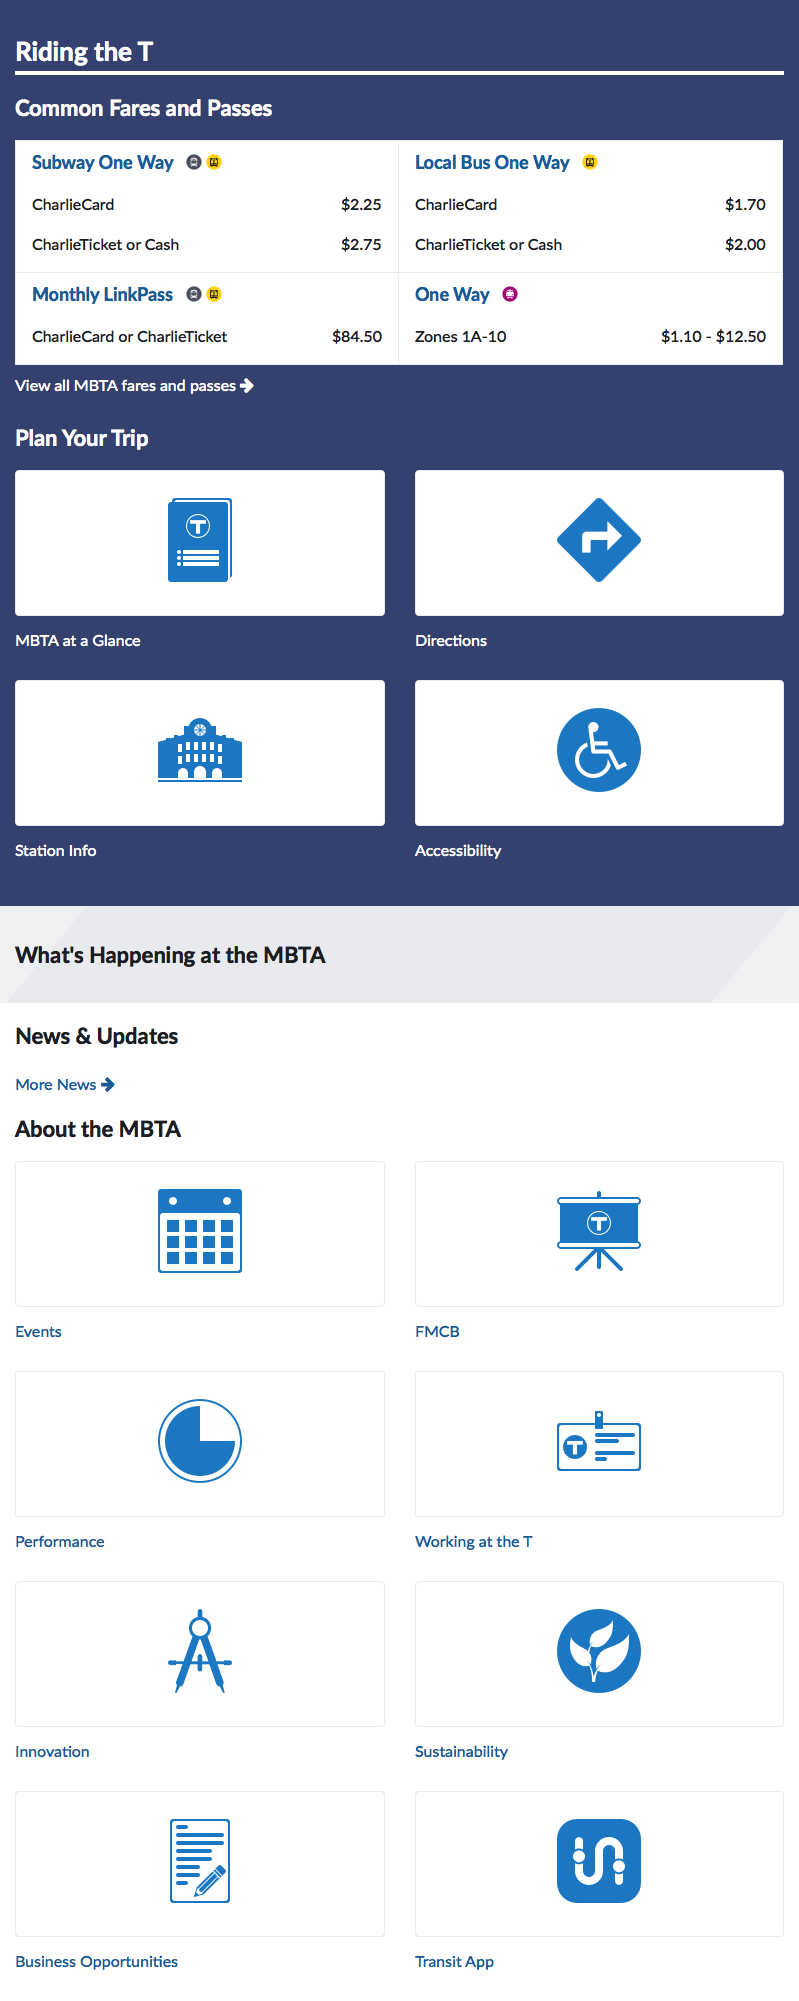 Riding the T
Common Fares and Passes
Subway One Way
CharlieCard $2.25
CharlieTicket or Cash $2.75
Local Bus One Way
CharlieCard $1.70
CharlieTicket or Cash $2.00
Monthly LinkPass
CharlieCard or CharlieTicket $84.50
One Way
Zones 1A-10 $1.10 - $12.50
View all MBTA fares and passes
Plan Your Trip
T
MBTA at a Glance
Directions
Station Info
Accessibility
What's Happening at the MBTA
News & Updates
More News
About the MBTA
T
Events
FMCB
T
Performance
Working at the T
Innovation
Sustainability
Business Opportunities
Transit App